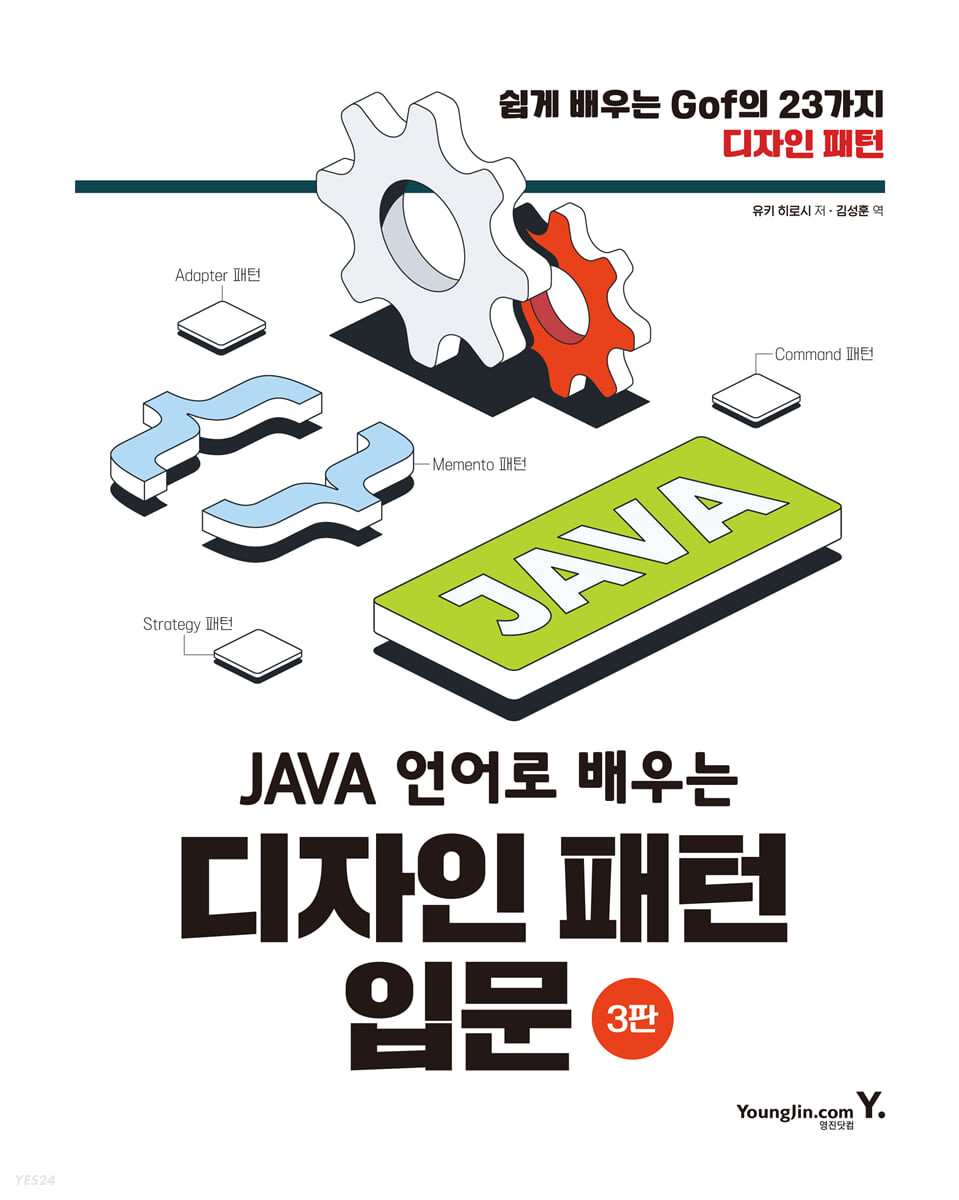 쉽게 배우는 Gof의 23가지
디자인 패턴
유키 히로시 저 · 김성훈 역
Adapter 패턴
Command 패턴
Memento 패턴
JAVA
Strategy 패턴
JAVA 언어로 배우는
디자인 패턴
입문 3판
YoungJin.com Y.
영진닷컴
YES24